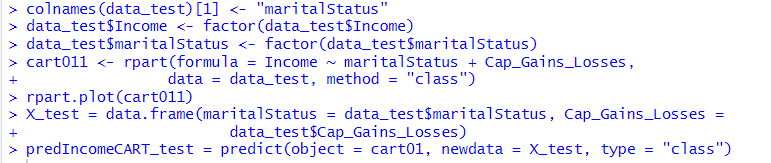 > colnames(data_test)[1] <- "maritalStatus"
> data_test$Income <- factor(data_test$Income)
> data_test$maritalStatus <- factor(data_test$maritalStatus)
> cart011 <- rpart(formula = Income ~ maritalStatus + Cap_Gains_Losses,
+ data = data_test, method = "class")
> rpart.plot(cart011)
> X_test = data.frame(maritalStatus = data_test$maritalStatus, Cap_Gains_Losses =
+ data_test$Cap_Gains_Losses)
> predIncomeCART_test = predict(object = cart01, newdata = X_test, type = "class")